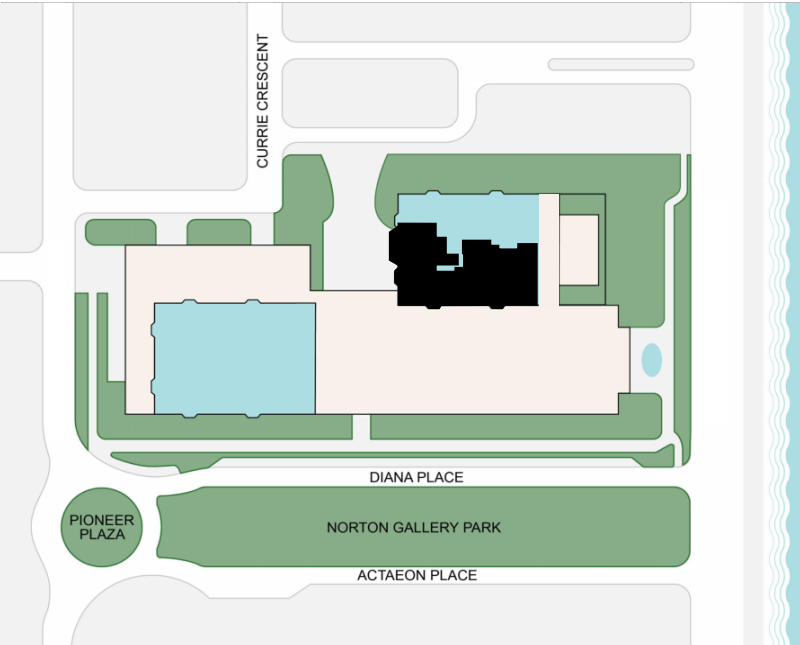 CURRIE CRESCENT
DIANA PLACE
PIONEER
PLAZA
NORTON GALLERY PARK
ACTAEON PLACE